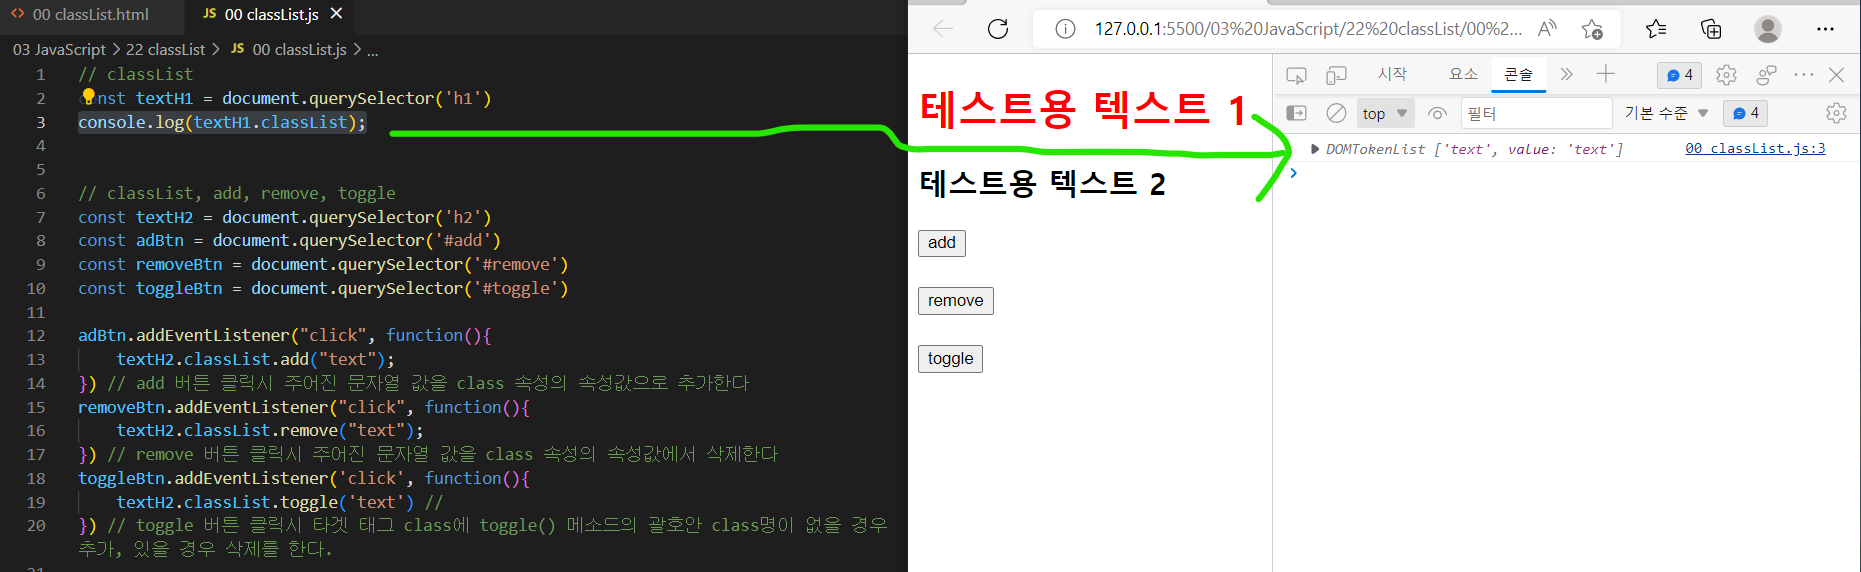 00 classList.html
JS 00 classList.js
03 JavaScript > 22 classList > JS 00 classList.js > ...
1 // classList
2 const textH1 = document.querySelector('h1')
3 console.log(textH1.classList);
4
5
6 // classList, add, remove, toggle
7 const textH2 = document.querySelector('h2')
8 const adBtn = document.querySelector('#add')
9 const removeBtn = document.querySelector('#remove')
10 const toggleBtn = document.querySelector('#toggle')
11
12 adBtn.addEventListener("click", function(){
13 textH2.classList.add("text");
14 }) // add 버튼 클릭시 주어진 문자열 값을 class 속성의 속성값으로 추가한다
15 removeBtn.addEventListener("click", function(){
16 textH2.classList.remove("text");
17 }) // remove 버튼 클릭시 주어진 문자열 값을 class 속성의 속성값에서 삭제한다
18 toggleBtn.addEventListener('click', function(){
19 textH2.classList.toggle('text') //
20 }) // toggle 버튼 클릭시 타겟 태그 class에 toggle() 메소드의 괄호안 class명이 없을 경우
추가, 있을 경우 삭제를 한다.
127.0.0.1:5500/03%20JavaScript/22%20classList/00%2...
테스트용 텍스트 1
테스트용 텍스트 2
add
remove
toggle
시작 요소 콘솔 4
top 필터 기본 수준 4
DOMTokenList ['text', value: 'text'] 00 classList.js:3